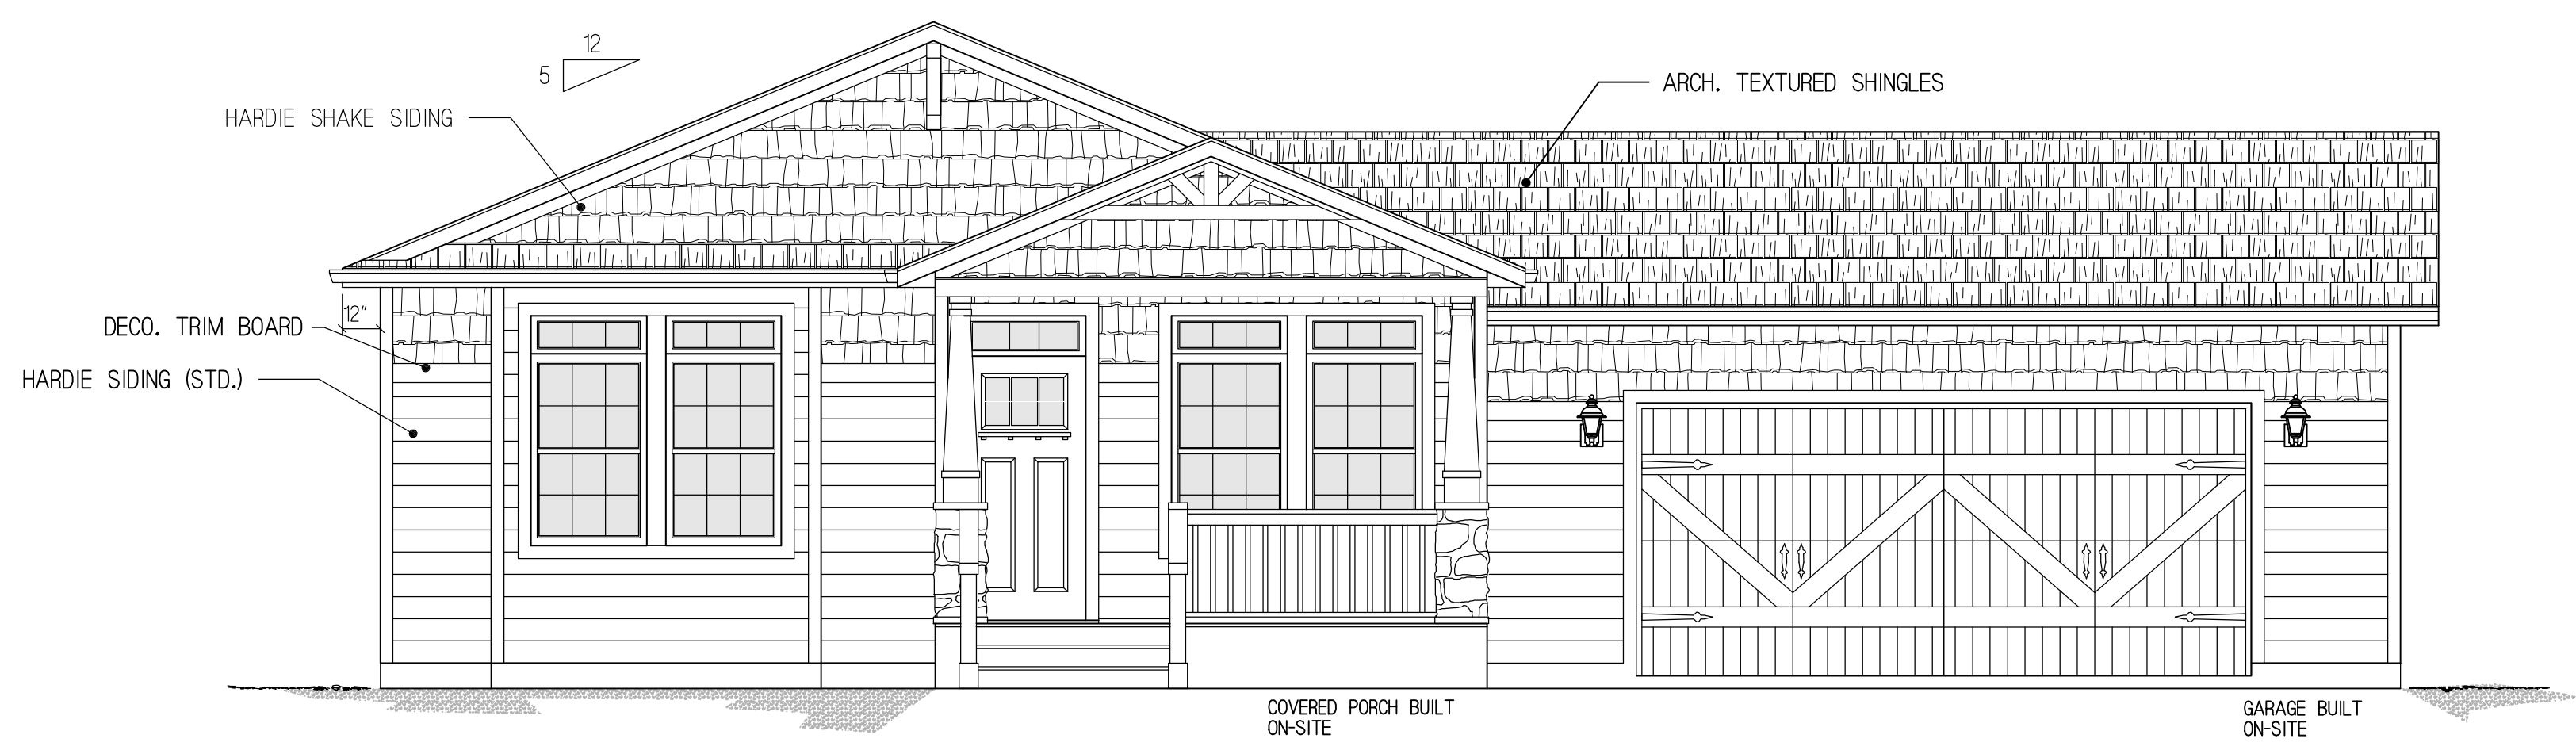 12
5
HARDIE SHAKE SIDING
ARCH. TEXTURED SHINGLES
12"
DECO. TRIM BOARD
HARDIE SIDING (STD.)
COVERED PORCH BUILT
ON-SITE
GARAGE BUILT
ON-SITE